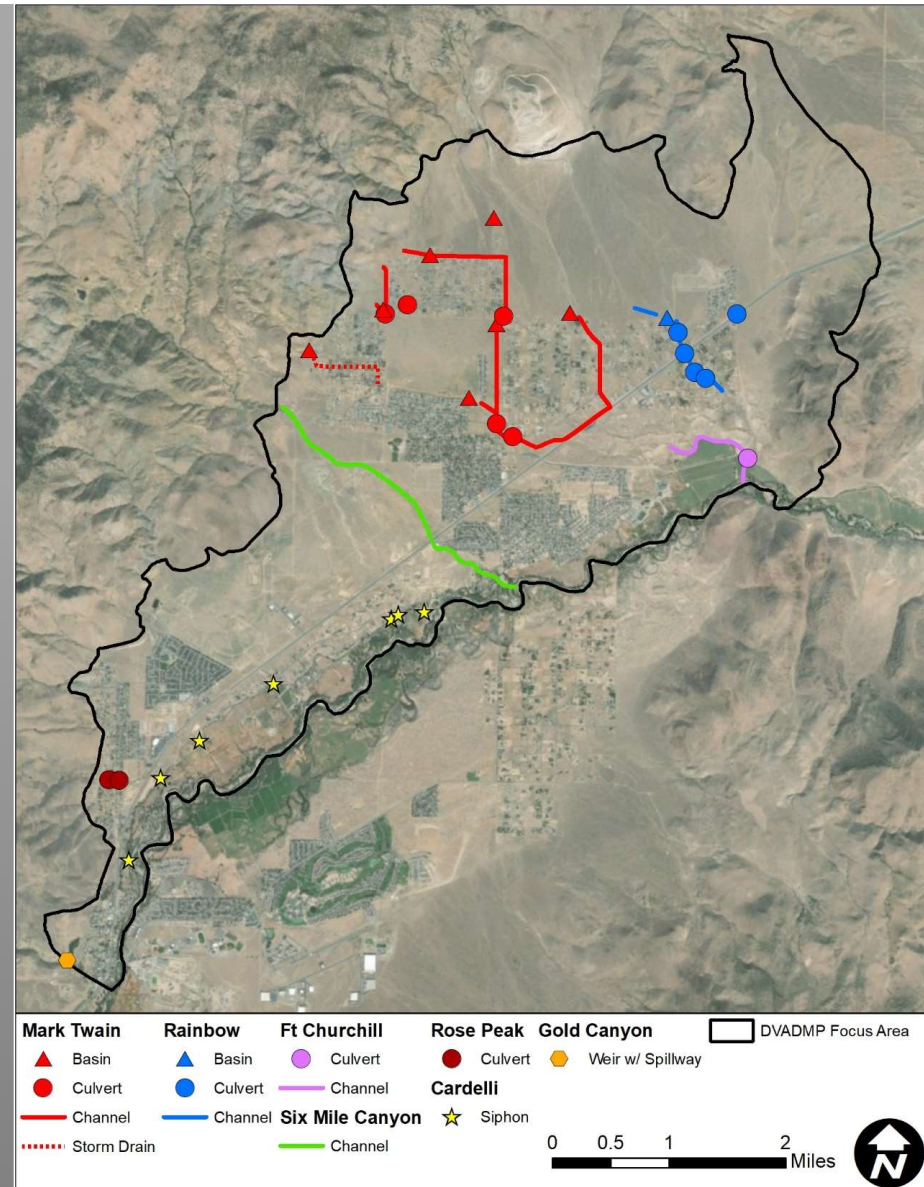 Mark Twain
Basin
Culvert
Channel
Storm Drain
Rainbow
Basin
Culvert
Channel
Ft Churchill
Culvert
Channel
Six Mile Canyon
Channel
Rose Peak
Culvert
Cardelli
Siphon
Gold Canyon
Weir w/ Spillway
DVADMP Focus Area
0 0.5 1 2
Miles
N